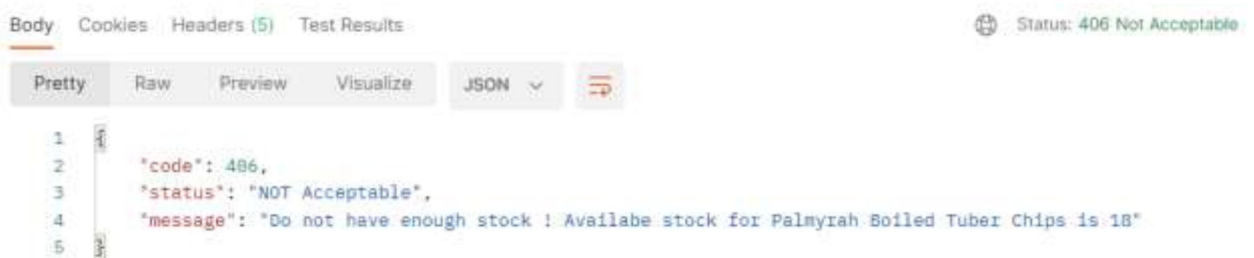 Body Cookies Headers (5) Test Results Status: 406 Not Acceptable
Pretty Raw Preview Visualize JSON
1 {
2 "code": 406,
3 "status": "NOT Acceptable",
4 "message": "Do not have enough stock ! Availabe stock for Palmyrah Boiled Tuber Chips is 18"
5 }